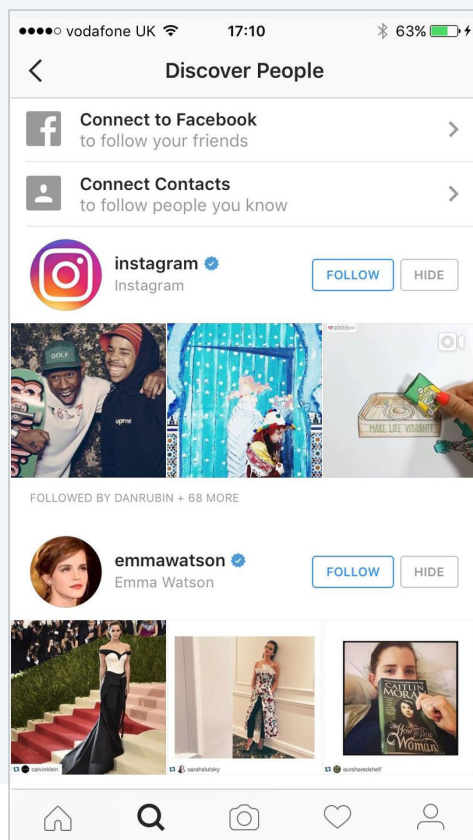 vodafone UK 17:10 63%
Discover People
Connect to Facebook
to follow your friends
Connect Contacts
to follow people you know
instagram
Instagram
FOLLOW HIDE
GOLF
MAKE LIFE VIBRANT!
FOLLOWED BY DANRUBIN + 68 MORE
emmawatson
Emma Watson
FOLLOW HIDE
CAITLIN
MORAN
How To Be a
Woman
calvinklein
sarahslutsky
oursharedshelf